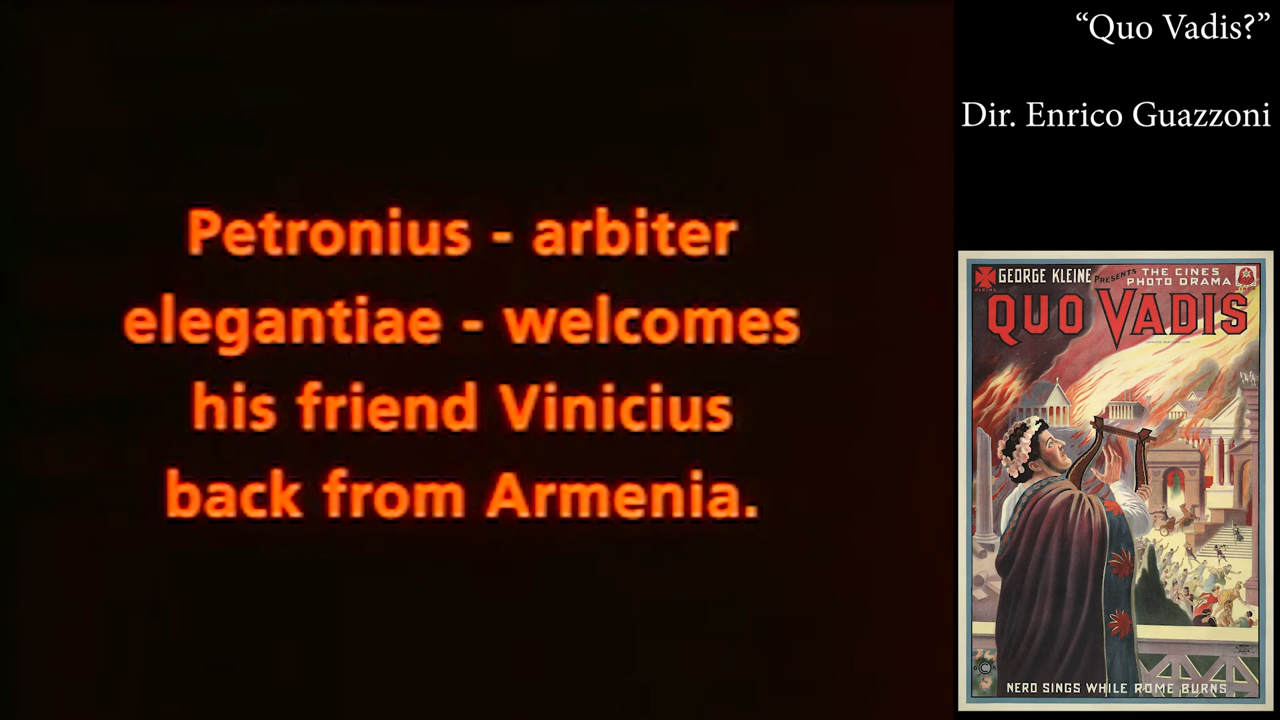 Petronius - arbiter
elegantiae - welcomes
his friend Vinicius
back from Armenia.
“Quo Vadis?”
Dir. Enrico Guazzoni
GEORGE KLEINE PRESENTS THE CINES
PHOTO DRAMA
QUO VADIS
NERO SINGS WHILE ROME BURNS